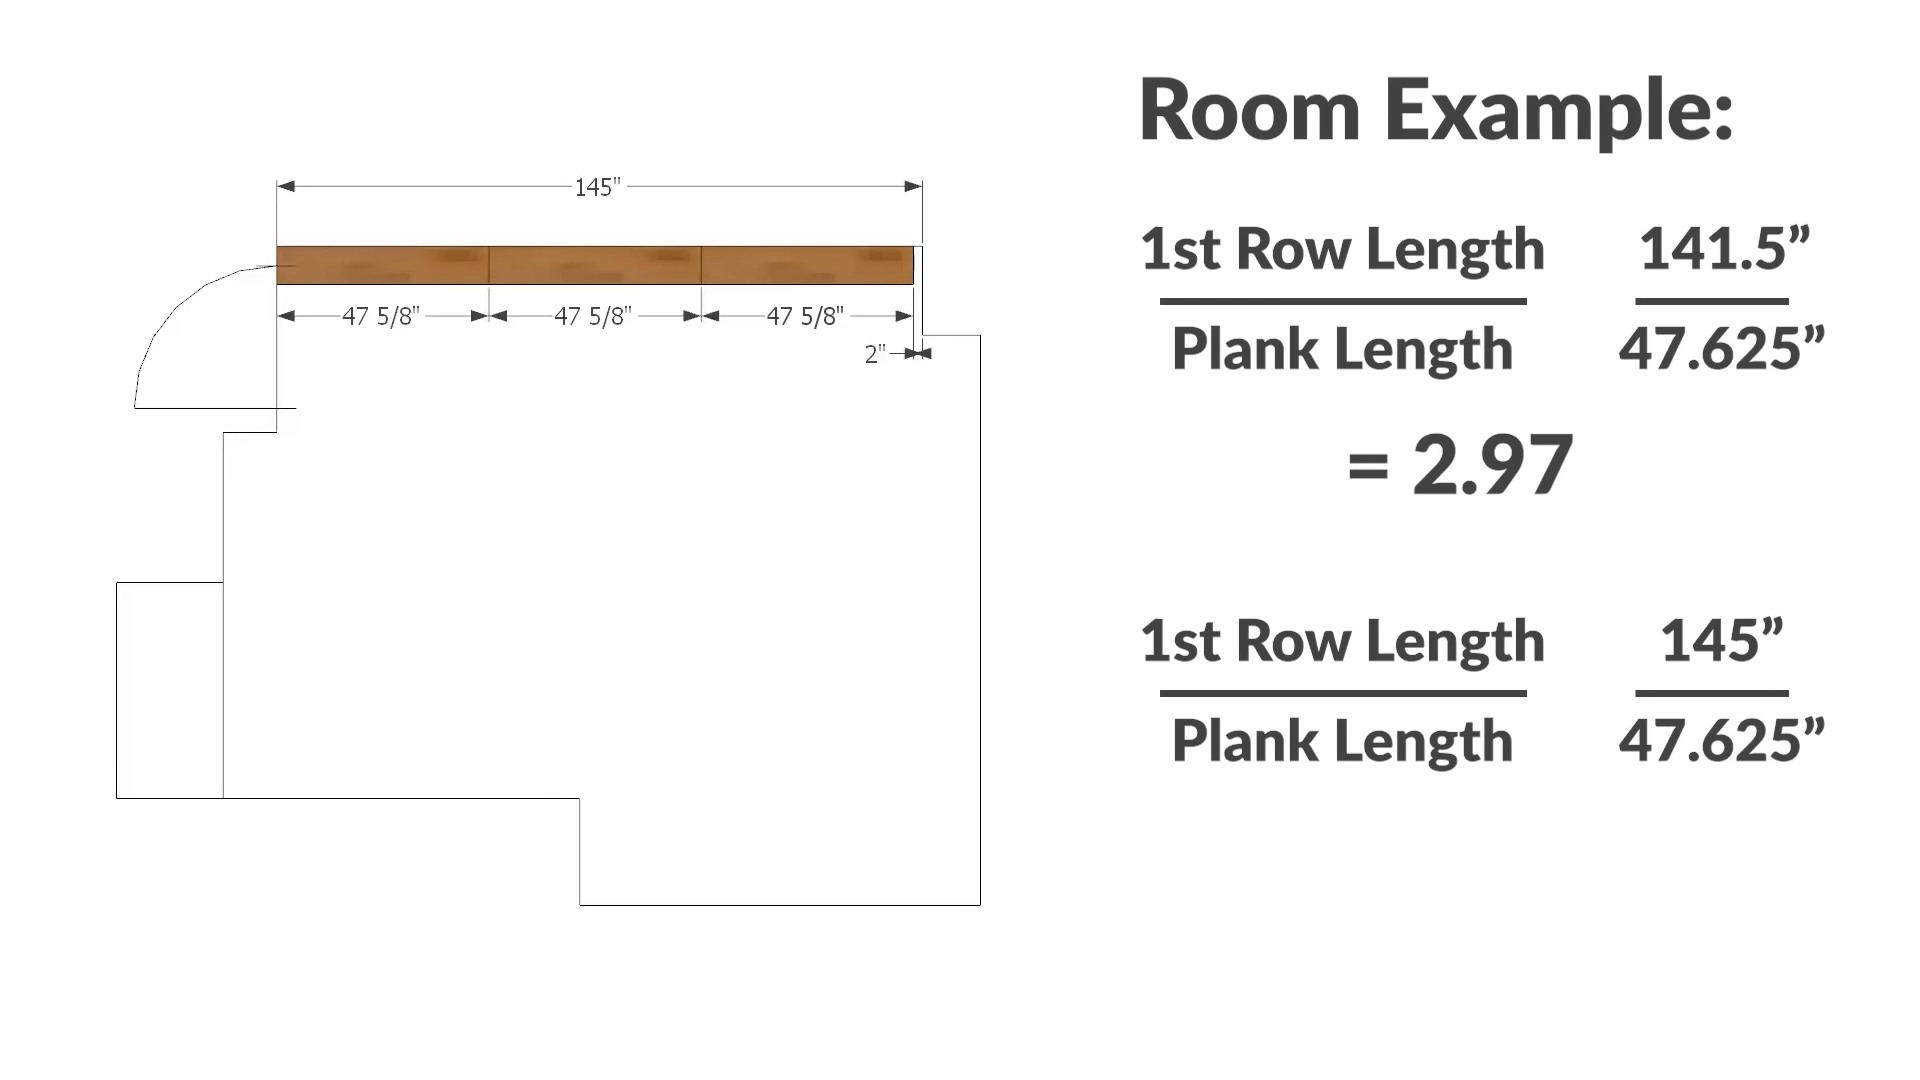 Room Example:
145"
47 5/8" 47 5/8" 47 5/8"
2"
1st Row Length 141.5”
Plank Length 47.625”
= 2.97
1st Row Length 145”
Plank Length 47.625”